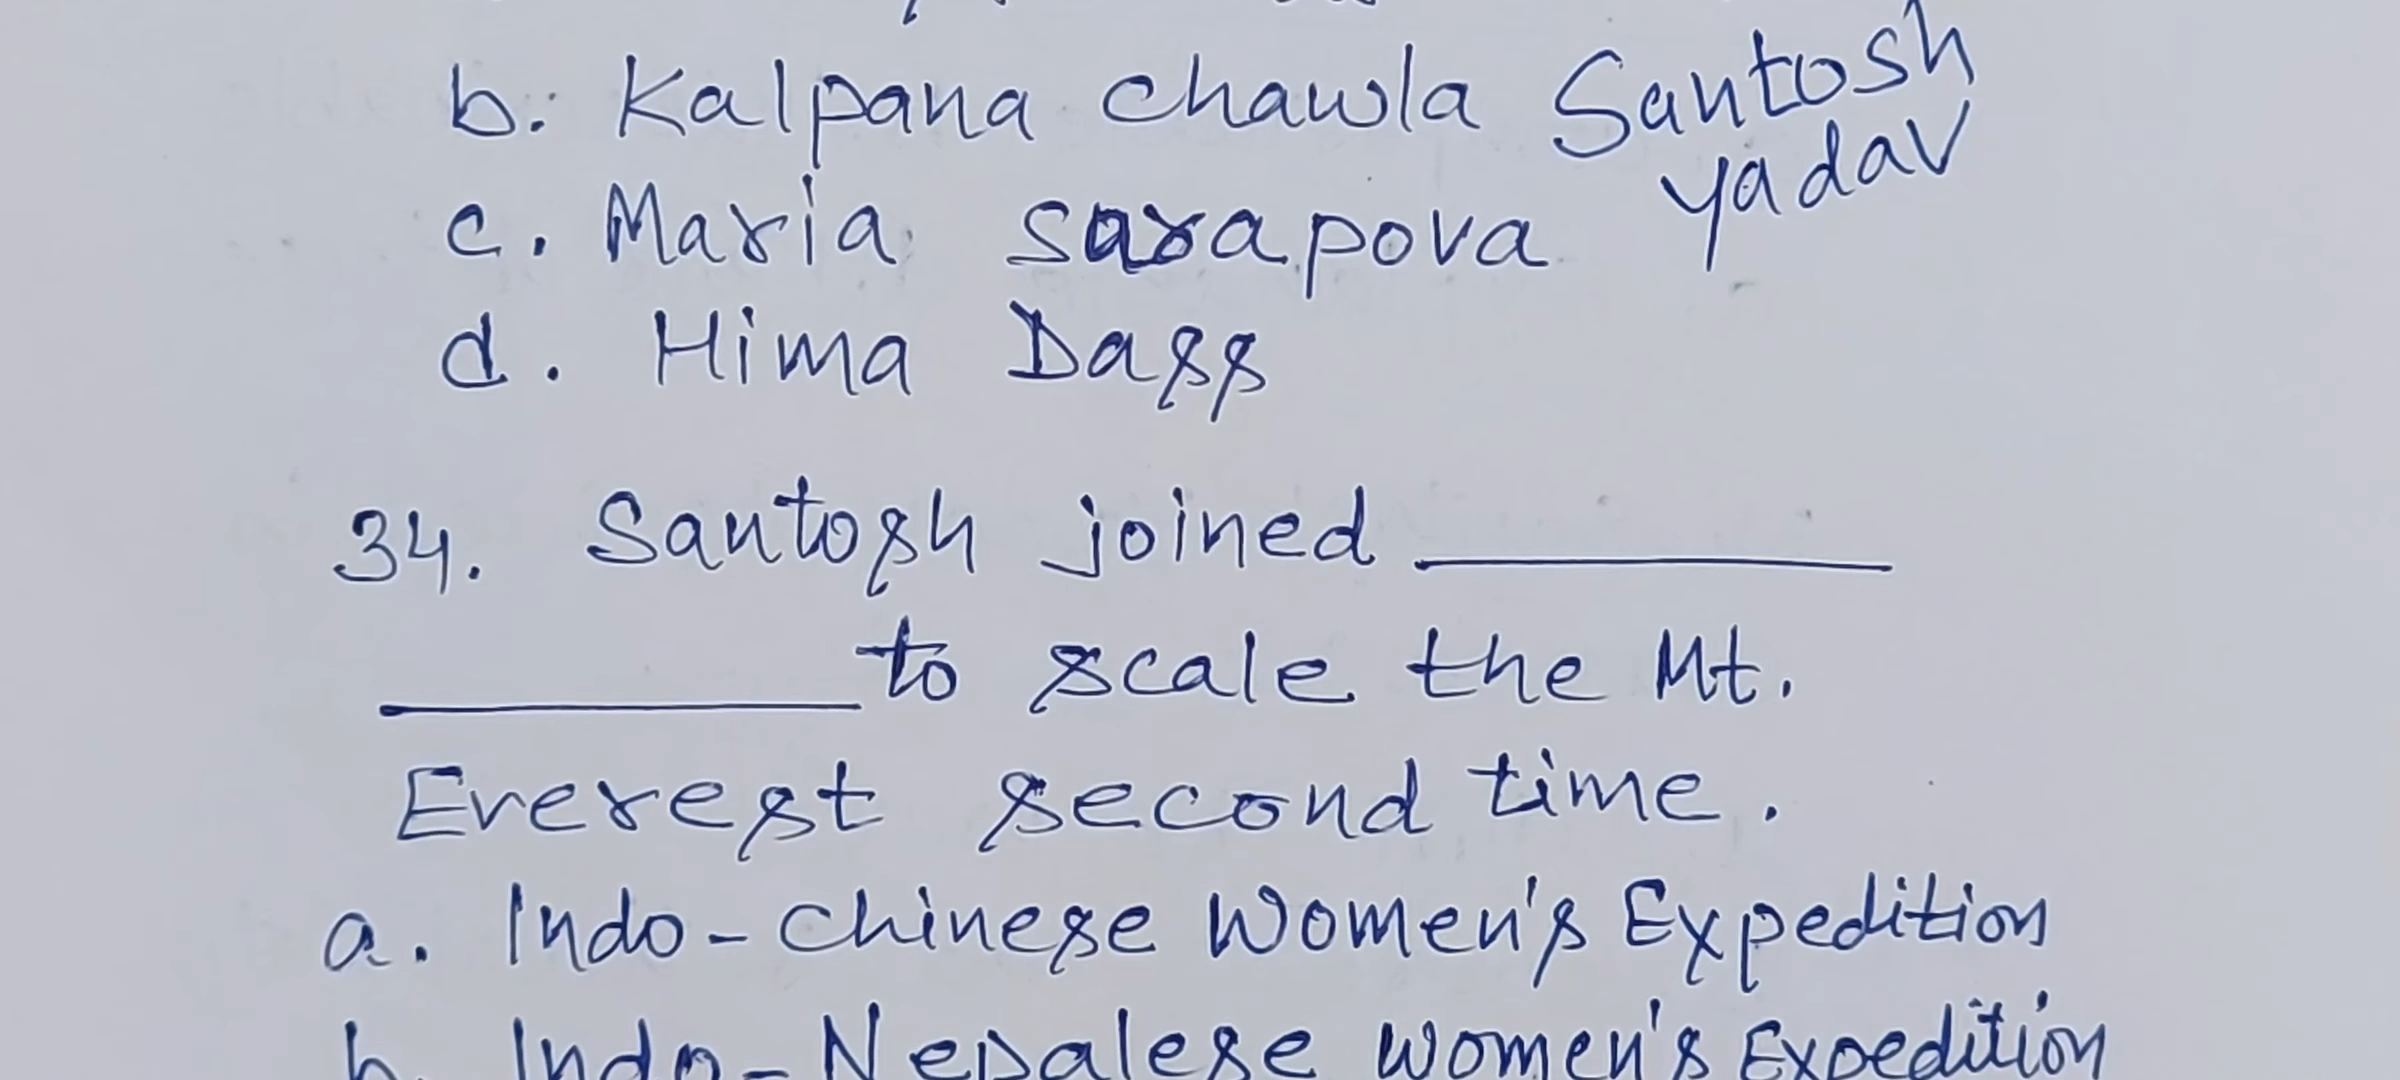 b. Kalpana chawla Santosh
yadav
c. Maria sarapova
d. Hima Dass
34. Santosh joined
to scale the Mt.
Everest second time.
a. Indo-chinese Women's Expedition
b. Indo-Nepalese women's Expedition